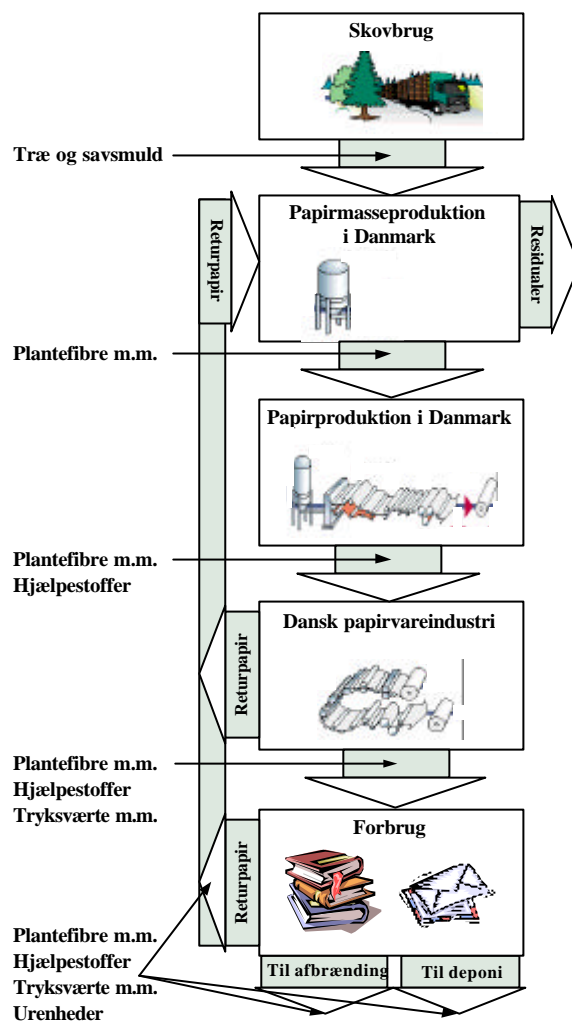 Skovbrug
Træ og savsmuld
Papirmasseproduktion
i Danmark
Returpapir
Residualer
Plantefibre m.m.
Papirproduktion i Danmark
Plantefibre m.m.
Hjælpestoffer
Dansk papirvareindustri
Returpapir
Plantefibre m.m.
Hjælpestoffer
Tryksværte m.m.
Forbrug
Returpapir
Plantefibre m.m.
Hjælpestoffer
Tryksværte m.m.
Urenheder
Til afbrænding
Til deponi